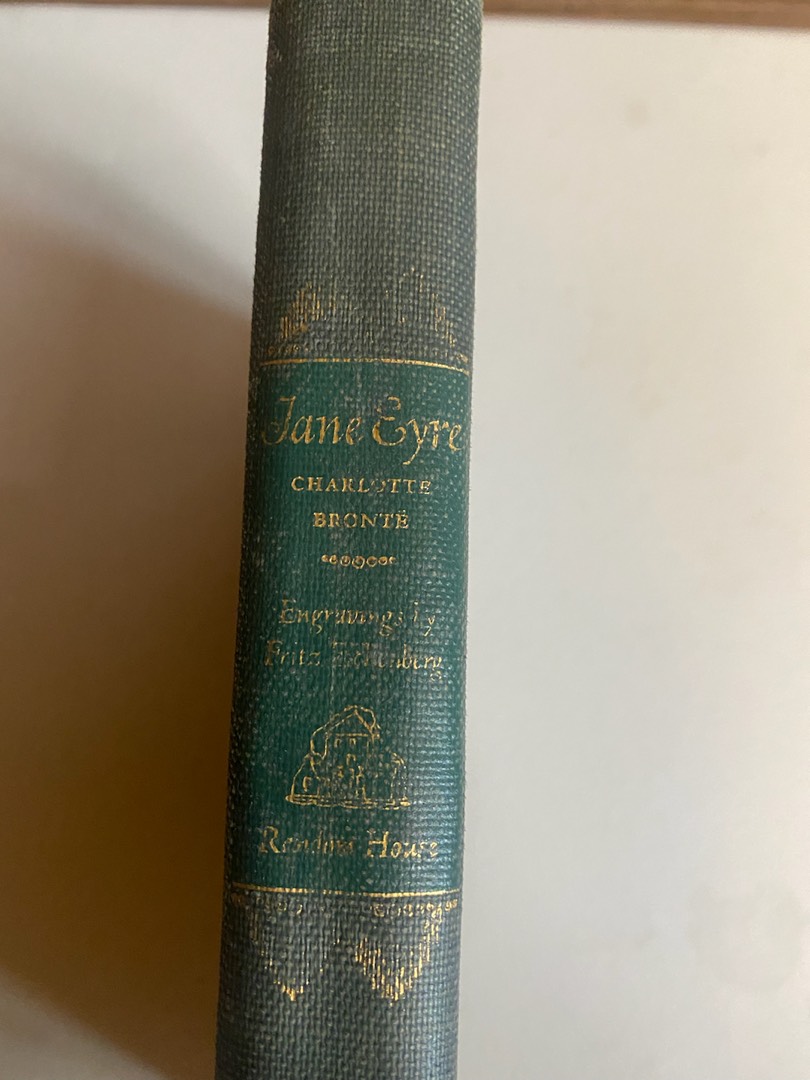 Jane Eyre
CHARLOTTE
BRONTË
Engravings by
Fritz Eichenberg
Random House